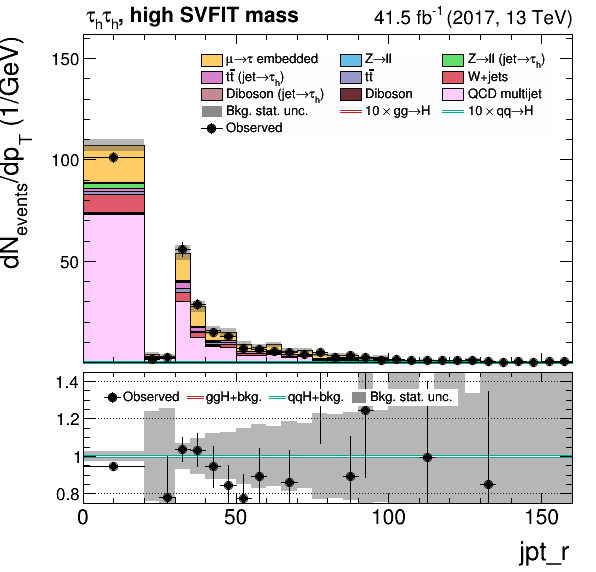 τhτh, high SVFIT mass 41.5 fb-1 (2017, 13 TeV)
dNevents/dpT (1/GeV)
150
100
50
μ→τ embedded Z→ll Z→ll (jet→τh)
tt̄ (jet→τh) tt̄ W+jets
Diboson (jet→τh) Diboson QCD multijet
Bkg. stat. unc. 10 × gg→H 10 × qq→H
Observed
1.4
1.2
1
0.8
Observed ggH+bkg. qqH+bkg. Bkg. stat. unc.
0 50 100 150
jpt_r